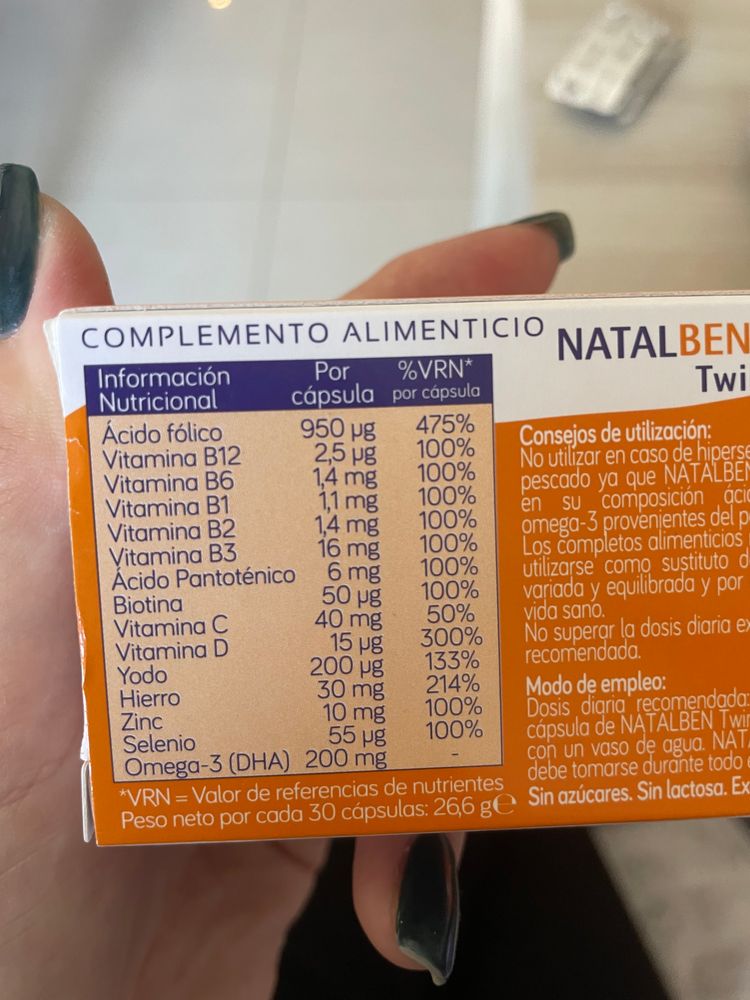 COMPLEMENTO ALIMENTICIO
Información Nutricional Por cápsula %VRN* por cápsula
Ácido fólico 950 µg 475%
Vitamina B12 2,5 µg 100%
Vitamina B6 1,4 mg 100%
Vitamina B1 1,1 mg 100%
Vitamina B2 1,4 mg 100%
Vitamina B3 16 mg 100%
Ácido Pantoténico 6 mg 100%
Biotina 50 µg 100%
Vitamina C 40 mg 50%
Vitamina D 15 µg 300%
Yodo 200 µg 133%
Hierro 30 mg 214%
Zinc 10 mg 100%
Selenio 55 µg 100%
Omega-3 (DHA) 200 mg -
*VRN = Valor de referencias de nutrientes
Peso neto por cada 30 cápsulas: 26,6 g e
NATALBEN
Twi
Consejos de utilización:
No utilizar en caso de hiperse
pescado ya que NATALBEN
en su composición ácid
omega-3 provenientes del p
Los completos alimenticios
utilizarse como sustituto d
variada y equilibrada y por
vida sano.
No superar la dosis diaria ex
recomendada.
Modo de empleo:
Dosis diaria recomendada:
cápsula de NATALBEN Twin
con un vaso de agua. NATA
debe tomarse durante todo e
Sin azúcares. Sin lactosa. Ex